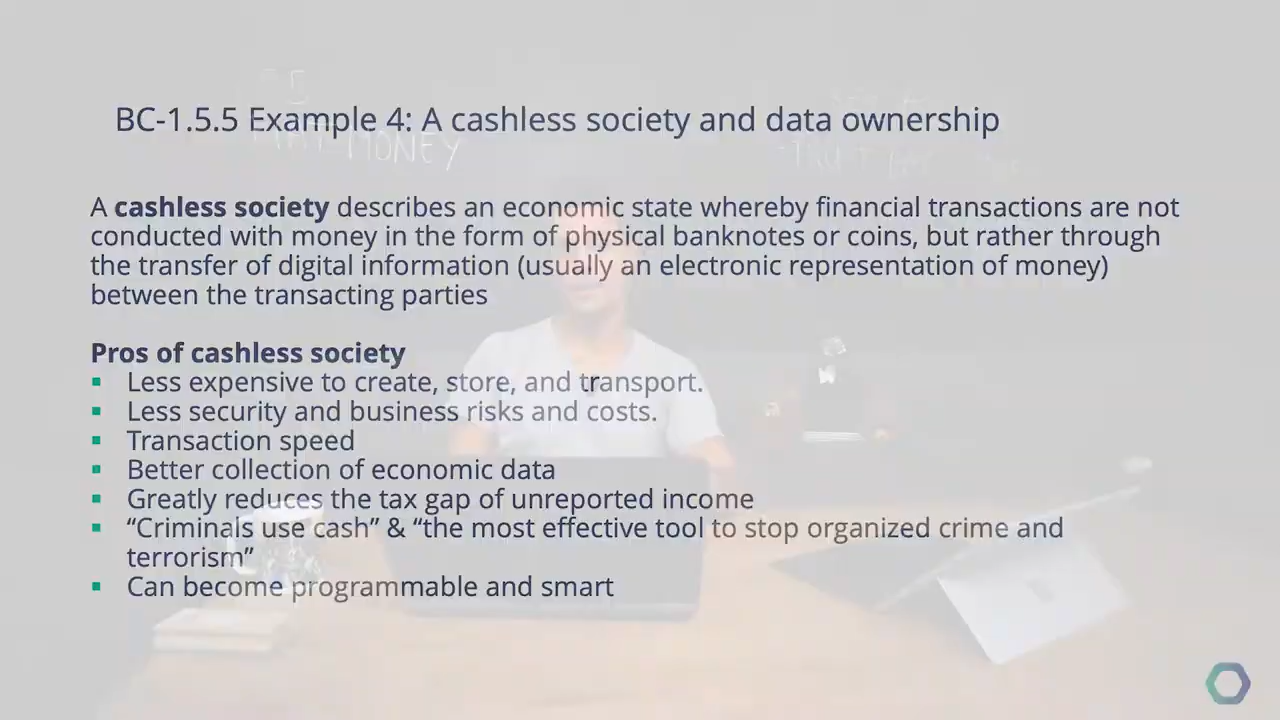 BC-1.5.5 Example 4: A cashless society and data ownership
A cashless society describes an economic state whereby financial transactions are not
conducted with money in the form of physical banknotes or coins, but rather through
the transfer of digital information (usually an electronic representation of money)
between the transacting parties
Pros of cashless society
▪ Less expensive to create, store, and transport.
▪ Less security and business risks and costs.
▪ Transaction speed
▪ Better collection of economic data
▪ Greatly reduces the tax gap of unreported income
▪ “Criminals use cash” & “the most effective tool to stop organized crime and
terrorism”
▪ Can become programmable and smart
MONEY